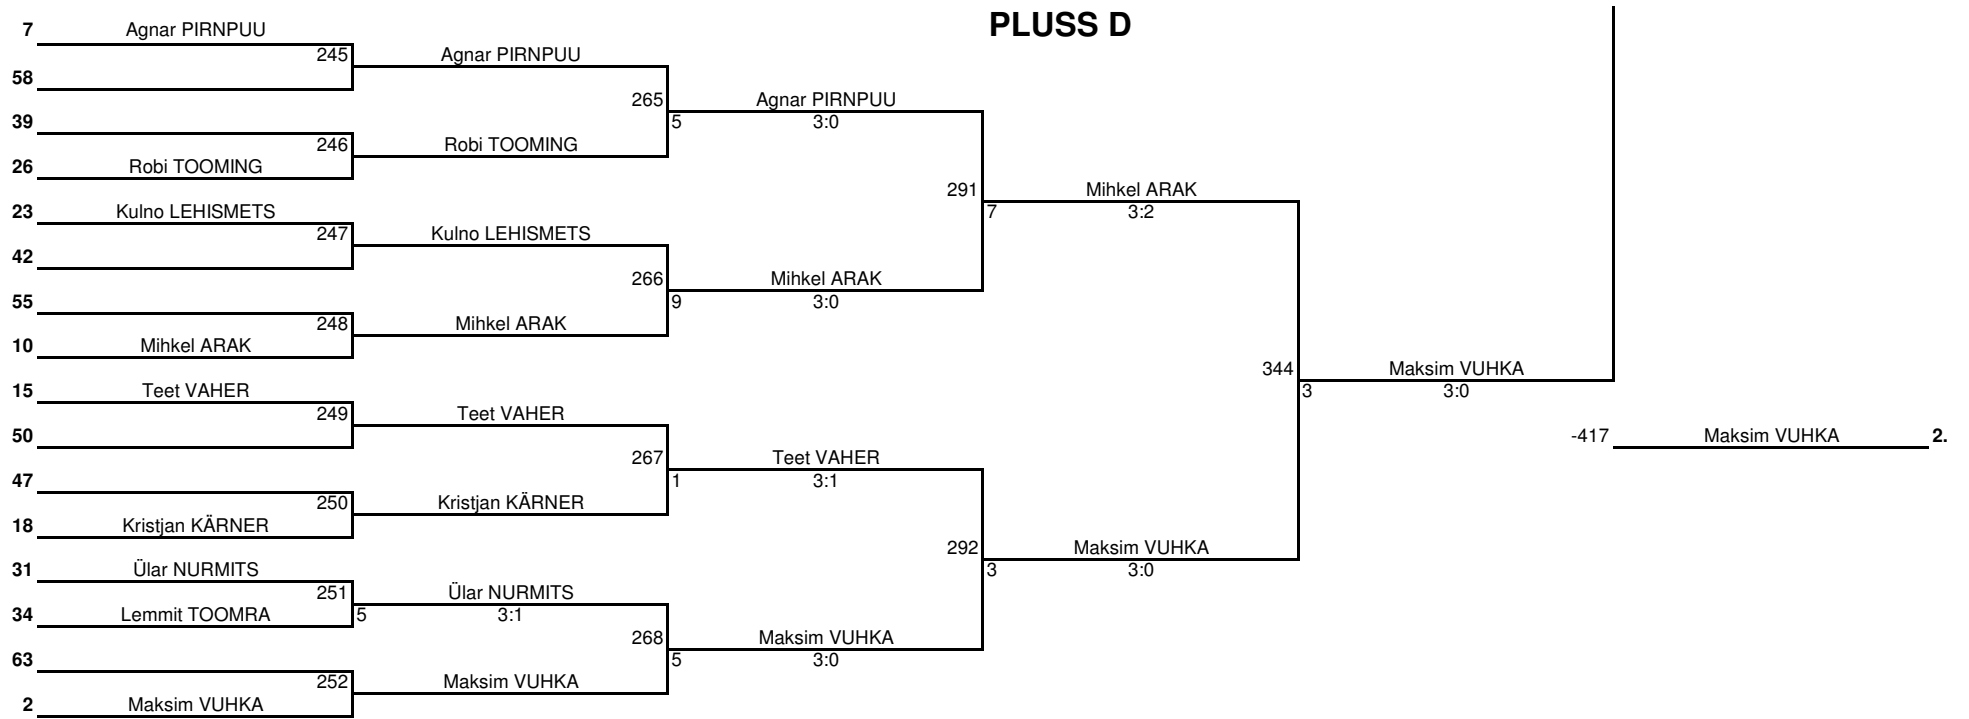 PLUSS D
7 Agnar PIRNPUU
245 Agnar PIRNPUU
58
265 Agnar PIRNPUU
39
5 3:0
246 Robi TOOMING
26 Robi TOOMING
291 Mihkel ARAK
23 Kulno LEHISMETS
7 3:2
247 Kulno LEHISMETS
42
266 Mihkel ARAK
55
9 3:0
248 Mihkel ARAK
10 Mihkel ARAK
344 Maksim VUHKA
15 Teet VAHER
3 3:0
249 Teet VAHER
50
-417 Maksim VUHKA 2.
267 Teet VAHER
47
1 3:1
250 Kristjan KÄRNER
18 Kristjan KÄRNER
292 Maksim VUHKA
31 Ülar NURMITS
3 3:0
251 Ülar NURMITS
34 Lemmit TOOMRA
5 3:1
268 Maksim VUHKA
63
5 3:0
252 Maksim VUHKA
2 Maksim VUHKA